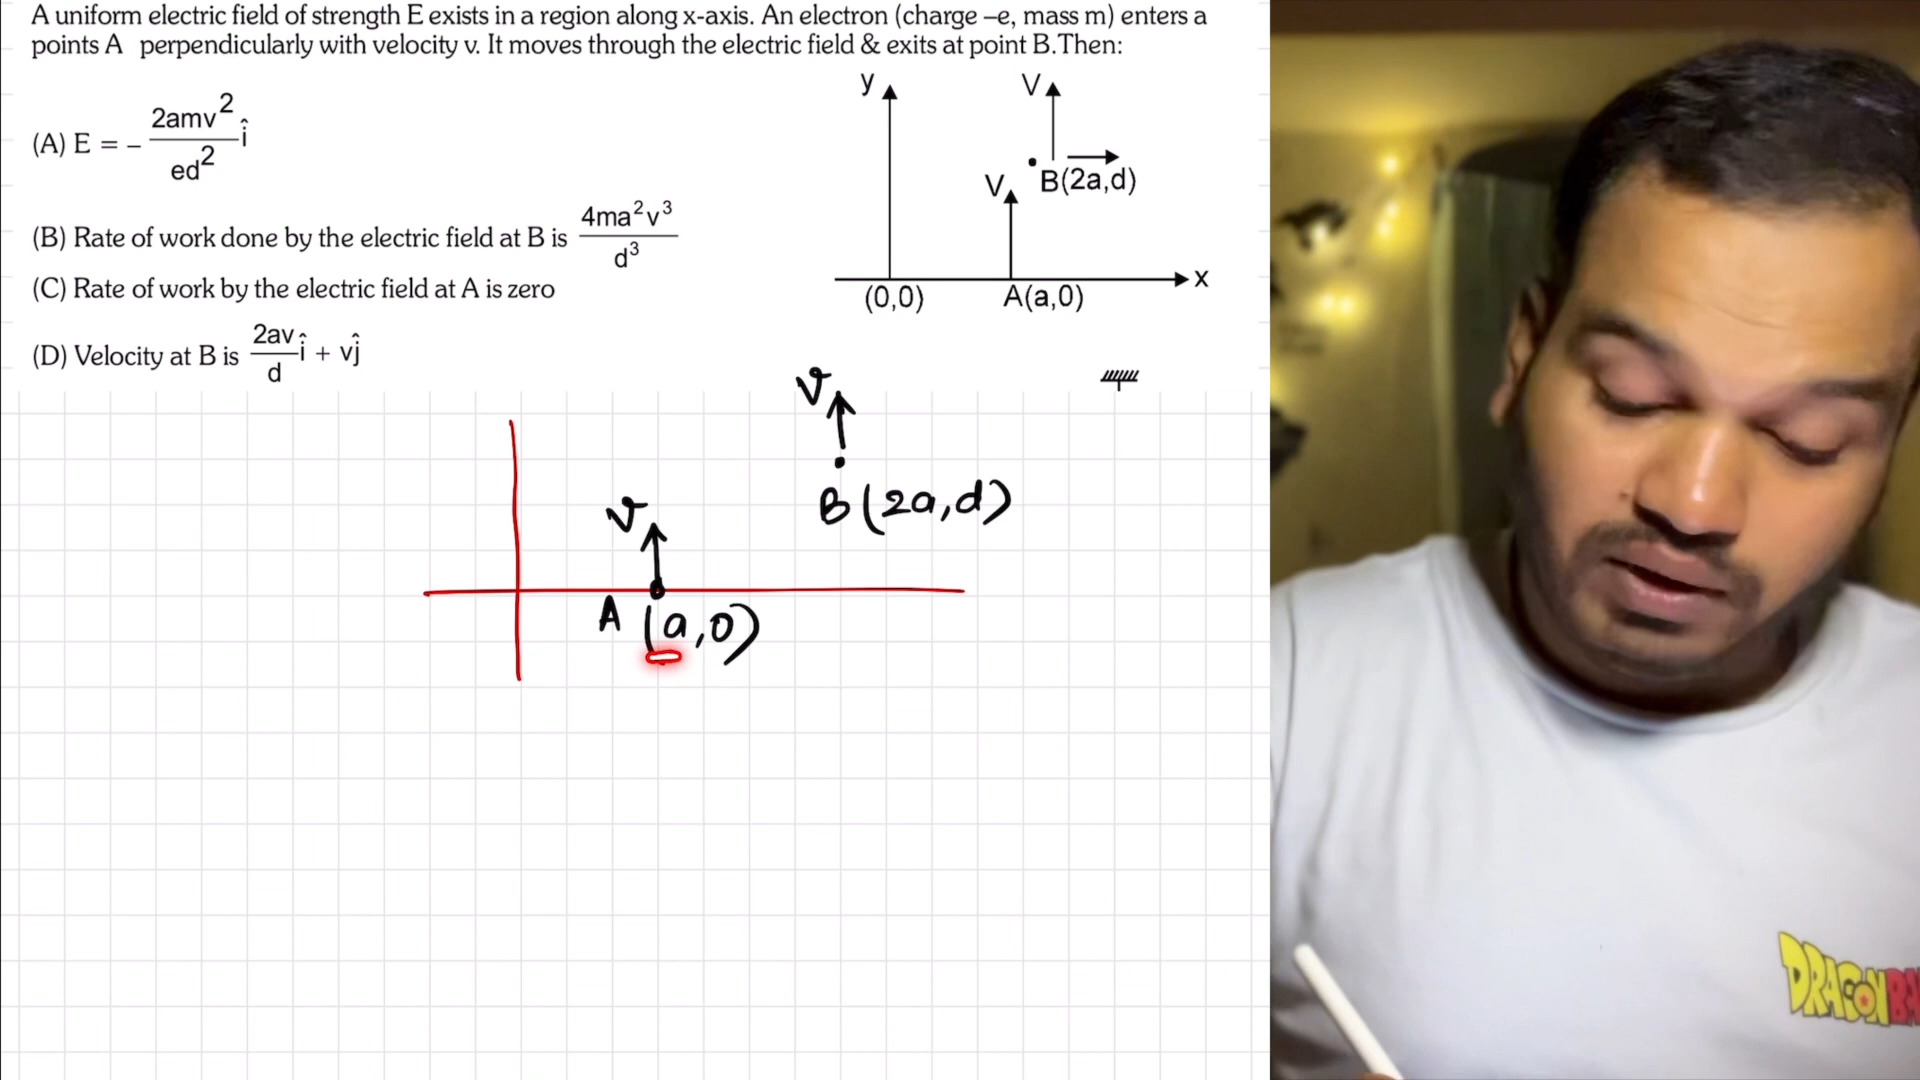 A uniform electric field of strength E exists in a region along x-axis. An electron (charge –e, mass m) enters a
points A perpendicularly with velocity v. It moves through the electric field & exits at point B.Then:
(A) E = – 2amv² / ed² î
(B) Rate of work done by the electric field at B is 4ma²v³ / d³
(C) Rate of work by the electric field at A is zero
(D) Velocity at B is 2av / d î + vĵ
y
V
V
B(2a,d)
x
(0,0)
A(a,0)
v
B(2a,d)
v
A (a,0)
DRAGON BA